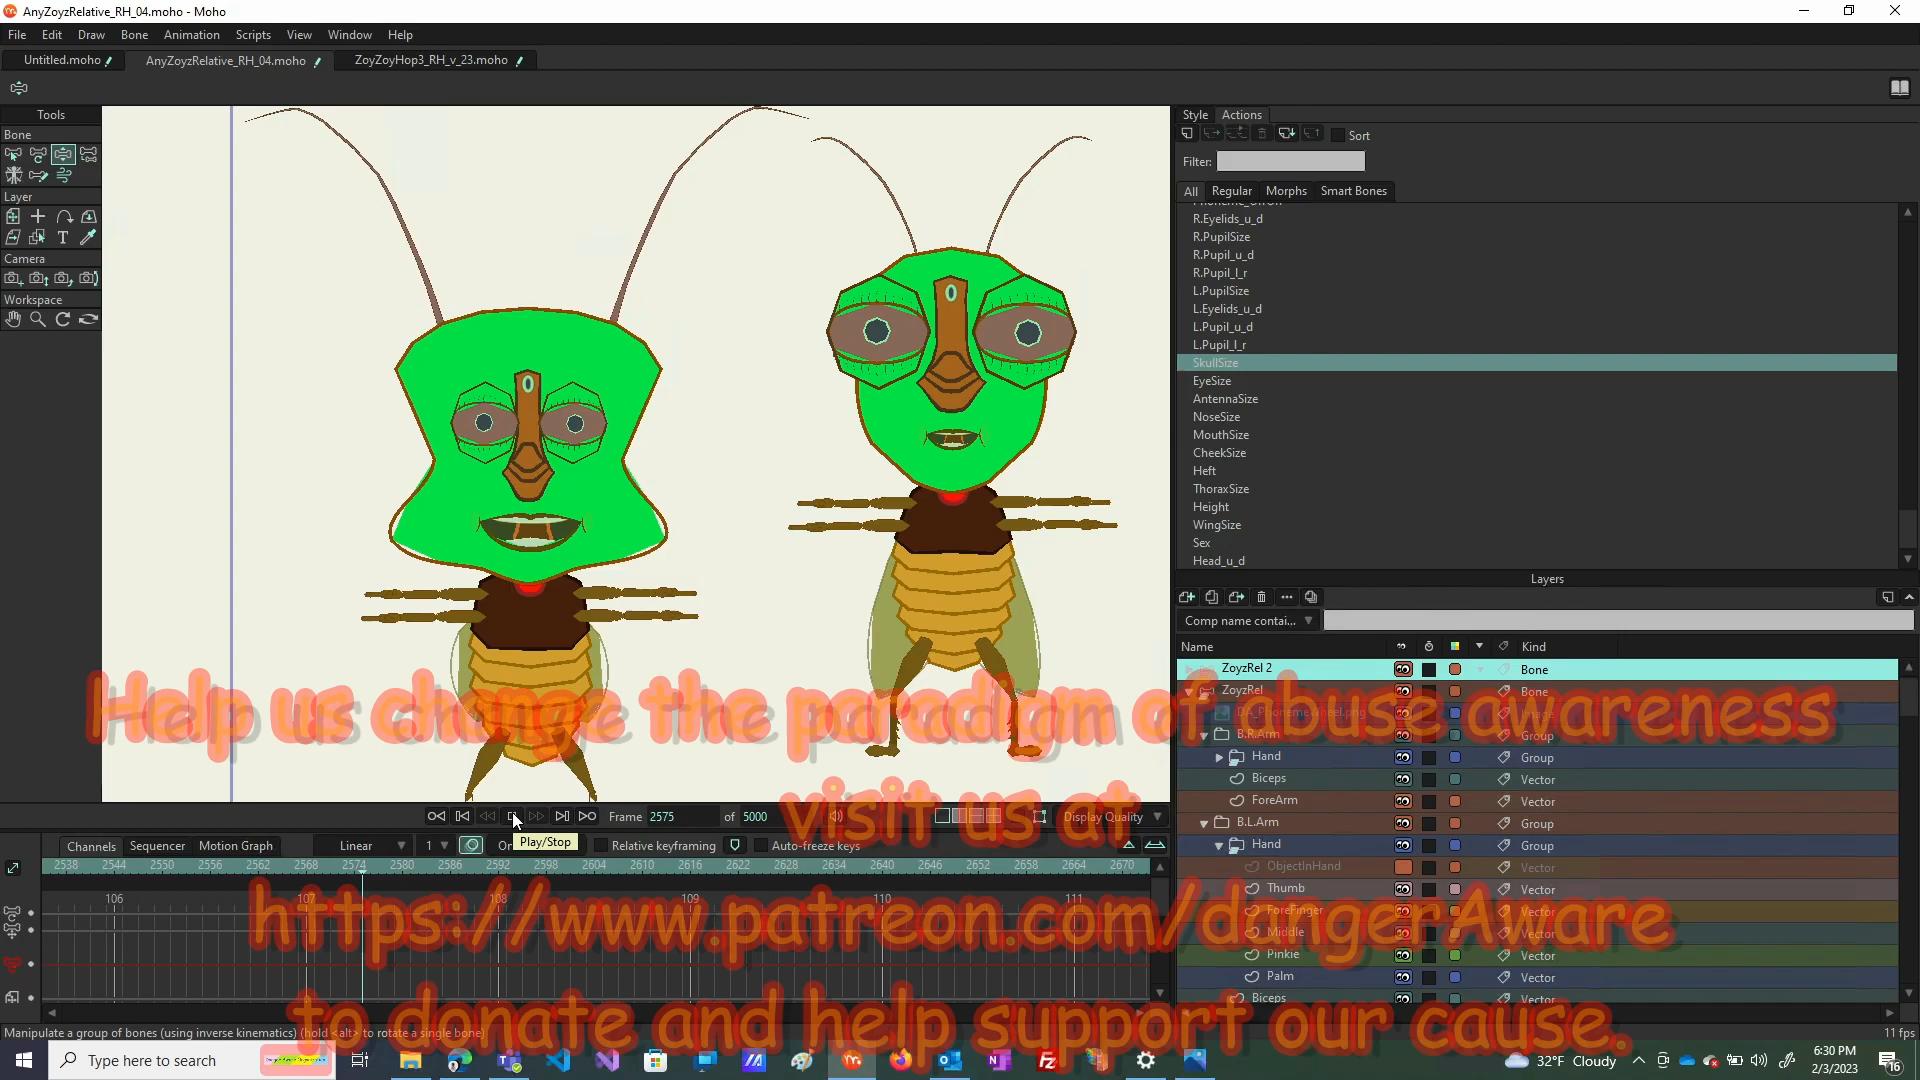 AnyZoyzRelative_RH_04.moho - Moho
File Edit Draw Bone Animation Scripts View Window Help
Untitled.moho AnyZoyzRelative_RH_04.moho ZoyZoyHop3_RH_v_23.moho
Tools
Bone
Layer
Camera
Workspace
Style Actions
Sort
Filter:
All Regular Morphs Smart Bones
R.Eyelids_u_d
R.PupilSize
R.Pupil_u_d
R.Pupil_l_r
L.PupilSize
L.Eyelids_u_d
L.Pupil_u_d
L.Pupil_l_r
SkullSize
EyeSize
AntennaSize
NoseSize
MouthSize
CheekSize
Heft
ThoraxSize
Height
WingSize
Sex
Head_u_d
Layers
Comp name contai...
Name Kind
ZoyzRel 2 Bone
ZoyzRel Bone
DA_Phonemewheel.png Image
B.R.Arm Group
Hand Group
Biceps Vector
ForeArm Vector
B.L.Arm Group
Hand Group
ObjectInHand Vector
Thumb Vector
ForeFinger Vector
Middle Vector
Pinkie Vector
Palm Vector
Biceps Vector
Help us change the paradigm of abuse awareness
visit us at
https://www.patreon.com/dangerAware
to donate and help support our cause.
Frame 2575 of 5000 Display Quality
Play/Stop
Channels Sequencer Motion Graph Linear 1 Relative keyframing Auto-freeze keys
2538 2544 2550 2556 2562 2568 2574 2580 2586 2592 2598 2604 2610 2616 2622 2628 2634 2640 2646 2652 2658 2664 2670
106 107 108 109 110 111
Manipulate a group of bones (using inverse kinematics) (hold <alt> to rotate a single bone)
11 fps
Type here to search
32°F Cloudy
6:30 PM
2/3/2023
16